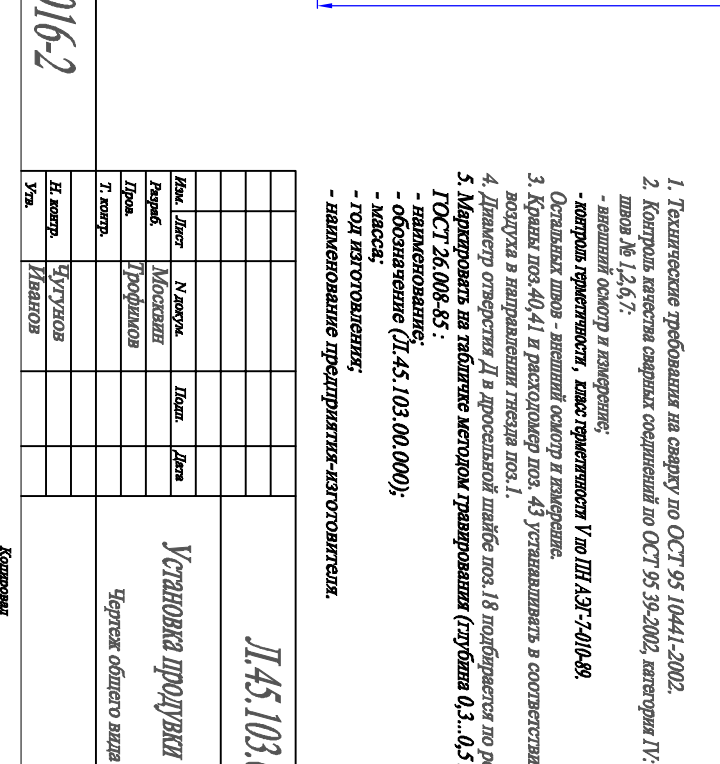 1. Технические требования на сварку по ОСТ 95 10441-2002.
2. Контроль качества сварных соединений по ОСТ 95 39-2002, категория IV:
швов № 1,2,6,7:
- внешний осмотр и измерение;
- контроль герметичности , класс герметичности V по ПН АЭГ-7-010-89.
Остальных швов - внешний осмотр и измерение.
3. Краны поз.40,41 и расходомер поз. 43 устанавливать в
воздуха в направлении гнезда поз.1.
4. Диаметр отверстия Д в дросельной шайбе поз.18 подбирается по
5. Маркировать на табличке методом гравирования (глубина 0,3...0,5
ГОСТ 26.008-85 :
- наименование;
- обозначение (Л.45.103.00.000);
- масса;
- год изготовления;
- наименование предприятия-изготовителя.
Л.45.103.
Изм. Лист N докум. Подп. Дата
Разраб. Москвин
Пров. Трофимов
Т. контр.
Н. контр. Чугунов
Утв. Иванов
Установка продувки
Чертеж общего вида
016-2
Копировал